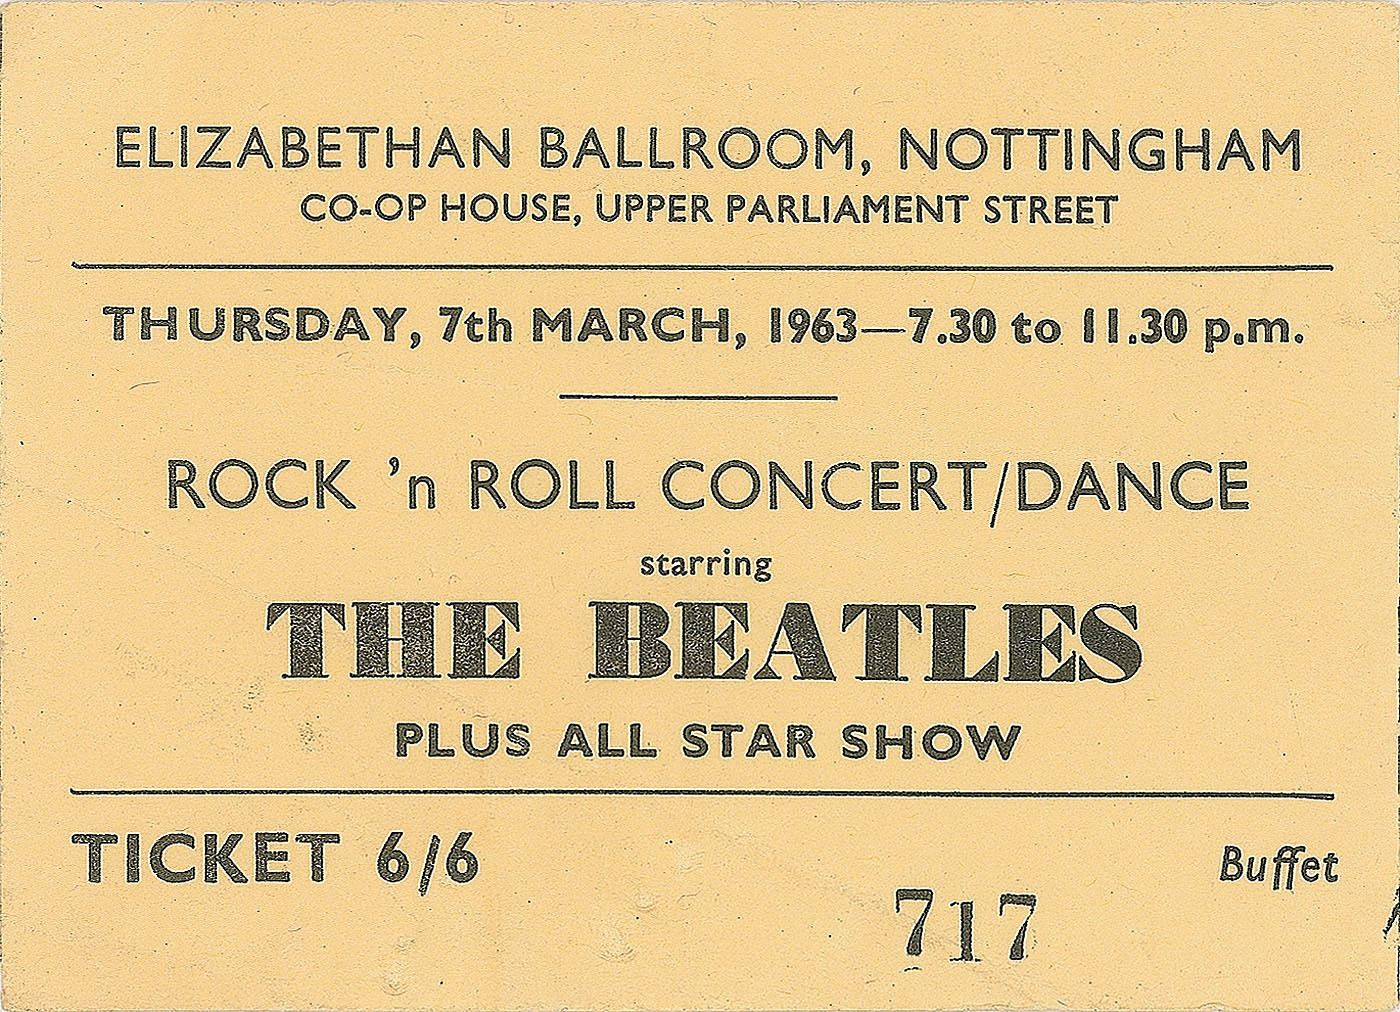 ELIZABETHAN BALLROOM, NOTTINGHAM
CO-OP HOUSE, UPPER PARLIAMENT STREET
THURSDAY, 7th MARCH, 1963—7.30 to 11.30 p.m.
ROCK 'n ROLL CONCERT/DANCE
starring
THE BEATLES
PLUS ALL STAR SHOW
TICKET 6/6
Buffet
717